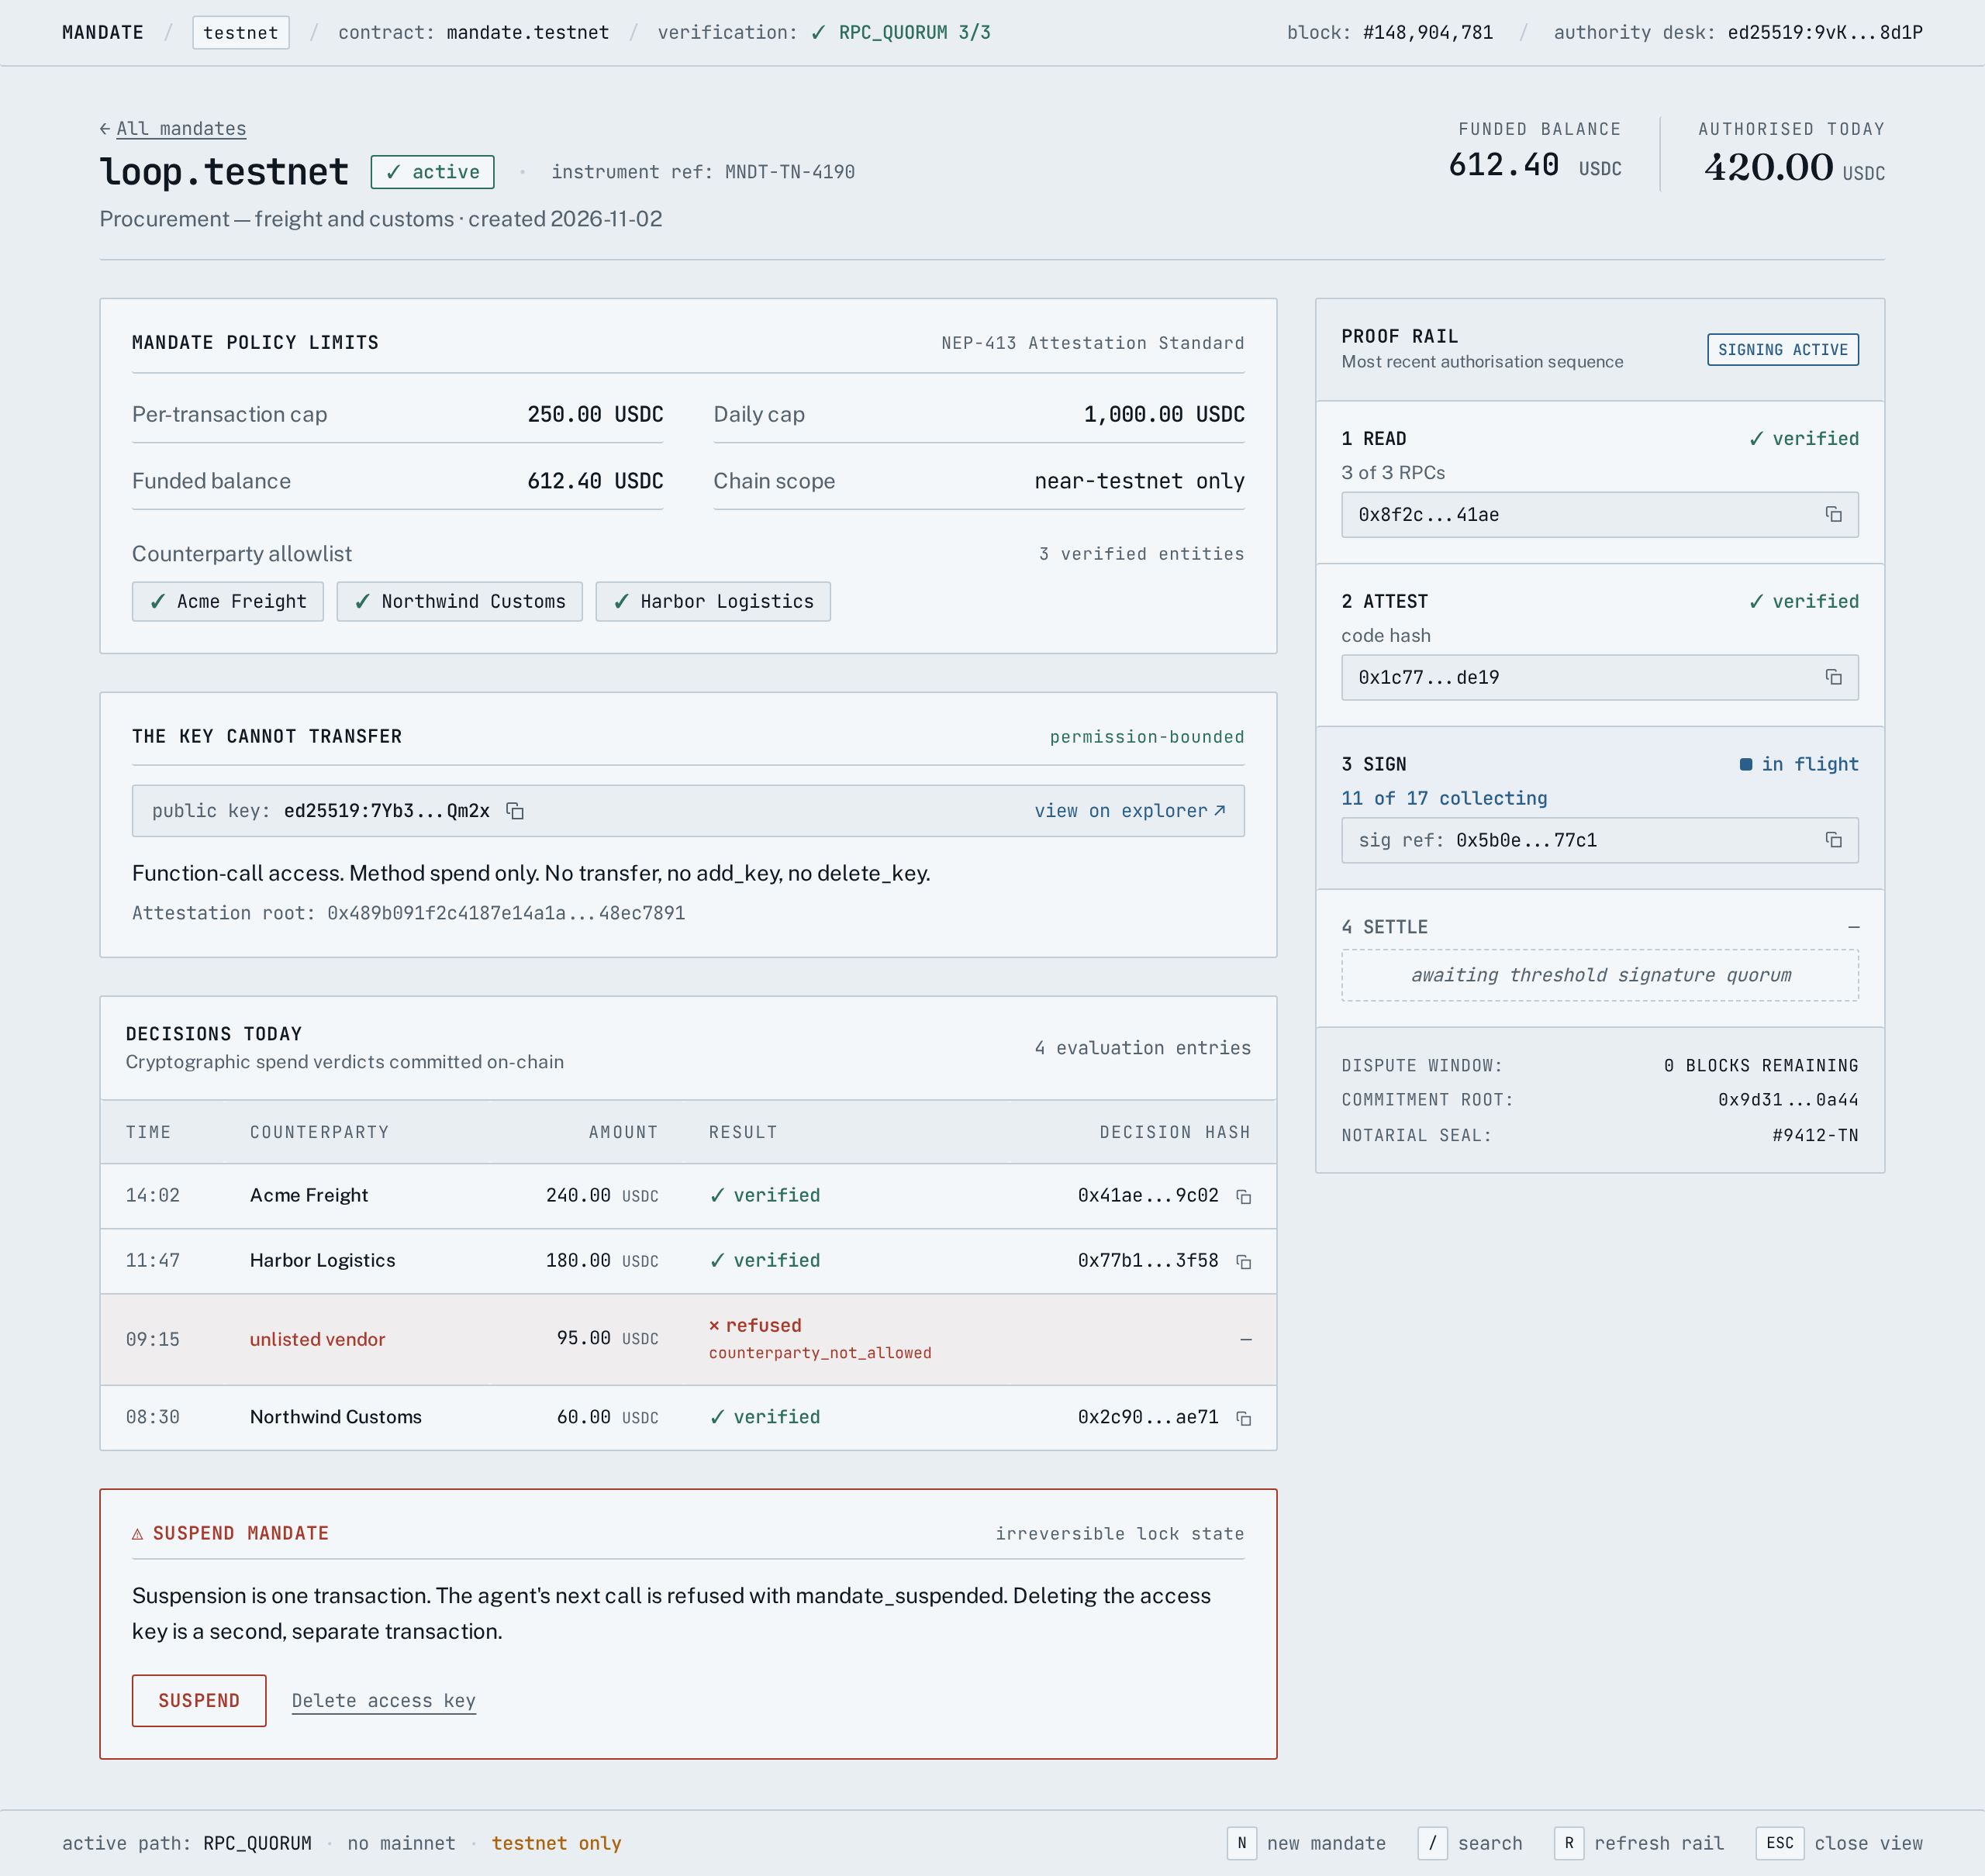 MANDATE / testnet / contract: mandate.testnet / verification: ✓ RPC_QUORUM 3/3 block: #148,904,781 / authority desk: ed25519:9vK...8d1P
← All mandates
loop.testnet ✓ active · instrument ref: MNDT-TN-4190
Procurement — freight and customs · created 2026-11-02
FUNDED BALANCE
612.40 USDC
AUTHORISED TODAY
420.00 USDC
MANDATE POLICY LIMITS NEP-413 Attestation Standard
Per-transaction cap 250.00 USDC Daily cap 1,000.00 USDC
Funded balance 612.40 USDC Chain scope near-testnet only
Counterparty allowlist 3 verified entities
✓ Acme Freight ✓ Northwind Customs ✓ Harbor Logistics
THE KEY CANNOT TRANSFER permission-bounded
public key: ed25519:7Yb3...Qm2x view on explorer ↗
Function-call access. Method spend only. No transfer, no add_key, no delete_key.
Attestation root: 0x489b091f2c4187e14a1a...48ec7891
DECISIONS TODAY
Cryptographic spend verdicts committed on-chain
4 evaluation entries
TIME COUNTERPARTY AMOUNT RESULT DECISION HASH
14:02 Acme Freight 240.00 USDC ✓ verified 0x41ae...9c02
11:47 Harbor Logistics 180.00 USDC ✓ verified 0x77b1...3f58
09:15 unlisted vendor 95.00 USDC × refused —
counterparty_not_allowed
08:30 Northwind Customs 60.00 USDC ✓ verified 0x2c90...ae71
⚠ SUSPEND MANDATE irreversible lock state
Suspension is one transaction. The agent's next call is refused with mandate_suspended. Deleting the access
key is a second, separate transaction.
SUSPEND Delete access key
PROOF RAIL
Most recent authorisation sequence
SIGNING ACTIVE
1 READ ✓ verified
3 of 3 RPCs
0x8f2c...41ae
2 ATTEST ✓ verified
code hash
0x1c77...de19
3 SIGN ■ in flight
11 of 17 collecting
sig ref: 0x5b0e...77c1
4 SETTLE —
awaiting threshold signature quorum
DISPUTE WINDOW: 0 BLOCKS REMAINING
COMMITMENT ROOT: 0x9d31...0a44
NOTARIAL SEAL: #9412-TN
active path: RPC_QUORUM · no mainnet · testnet only N new mandate / search R refresh rail ESC close view